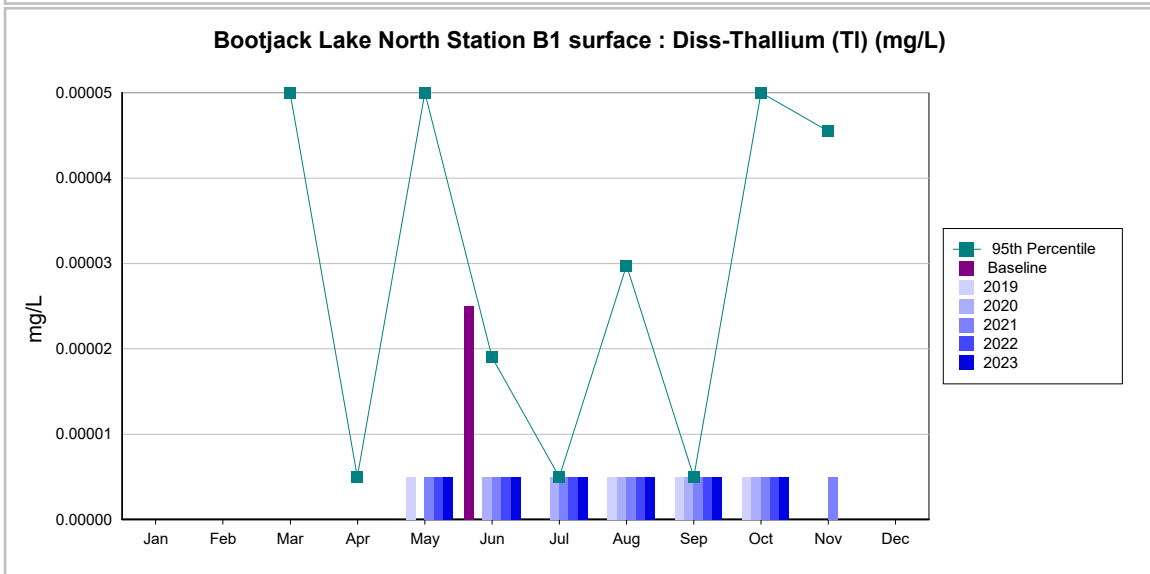 Bootjack Lake North Station B1 surface : Diss-Thallium (Tl) (mg/L)
0.00005
0.00004
0.00003
0.00002
0.00001
0.00000
mg/L
Jan Feb Mar Apr May Jun Jul Aug Sep Oct Nov Dec
95th Percentile
Baseline
2019
2020
2021
2022
2023